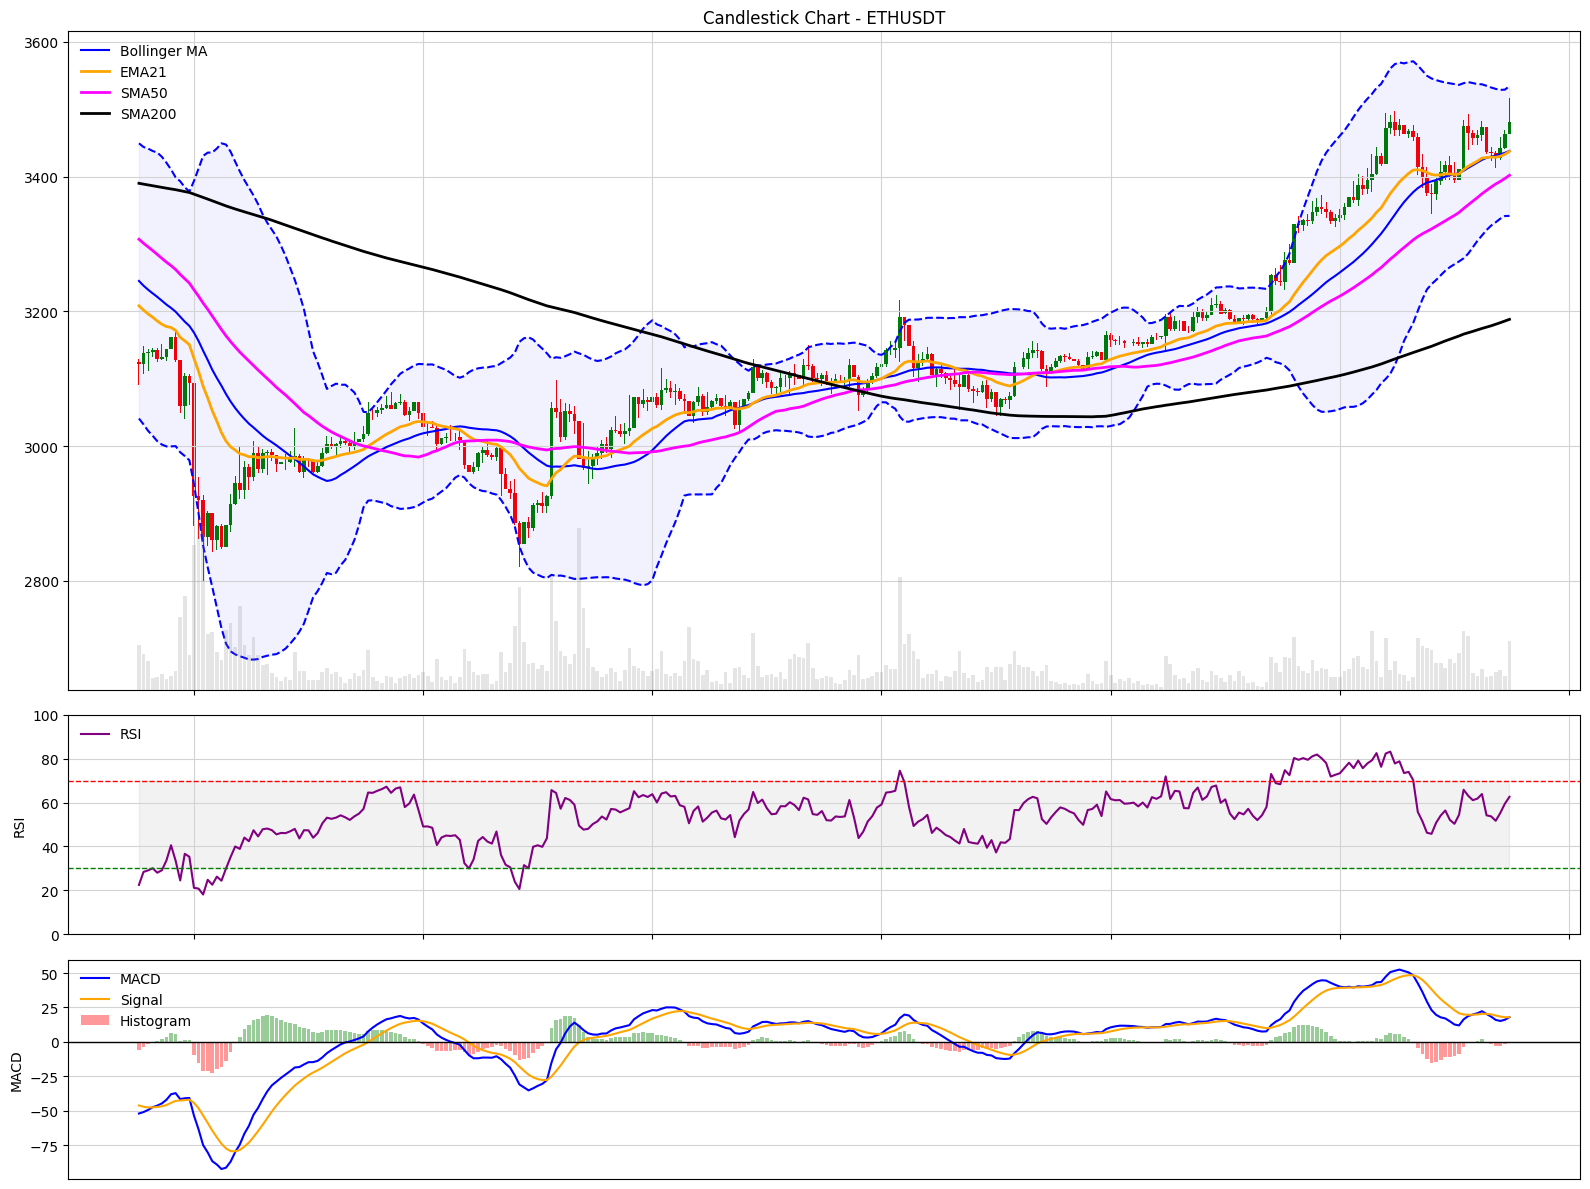 Candlestick Chart - ETHUSDT
3600
3400
3200
3000
2800
Bollinger MA
EMA21
SMA50
SMA200
100
80
60
40
20
0
RSI
RSI
50
25
0
−25
−50
−75
MACD
MACD
Signal
Histogram